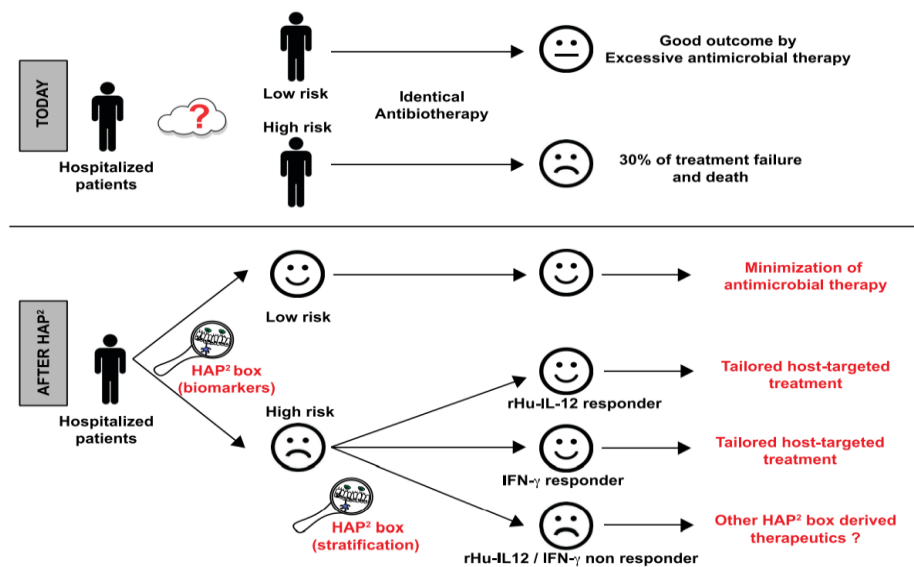 TODAY
Hospitalized
patients
?
Low risk
High risk
Identical
Antibiotherapy
Good outcome by
Excessive antimicrobial therapy
30% of treatment failure
and death
AFTER HAP²
Hospitalized
patients
HAP² box
(biomarkers)
Low risk
Minimization of
antimicrobial therapy
High risk
HAP² box
(stratification)
rHu-IL-12 responder
Tailored host-targeted
treatment
IFN-γ responder
Tailored host-targeted
treatment
rHu-IL12 / IFN-γ non responder
Other HAP² box derived
therapeutics ?